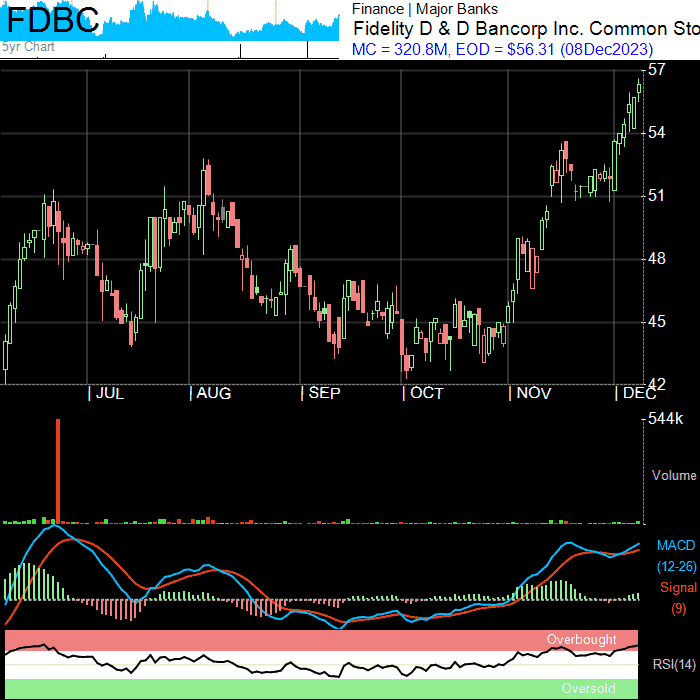 FDBC
5yr Chart
Finance | Major Banks
Fidelity D & D Bancorp Inc. Common Sto
MC = 320.8M, EOD = $56.31 (08Dec2023)
57
54
51
48
45
42
JUL AUG SEP OCT NOV DEC
544k
Volume
MACD
(12-26)
Signal
(9)
Overbought
RSI(14)
Oversold